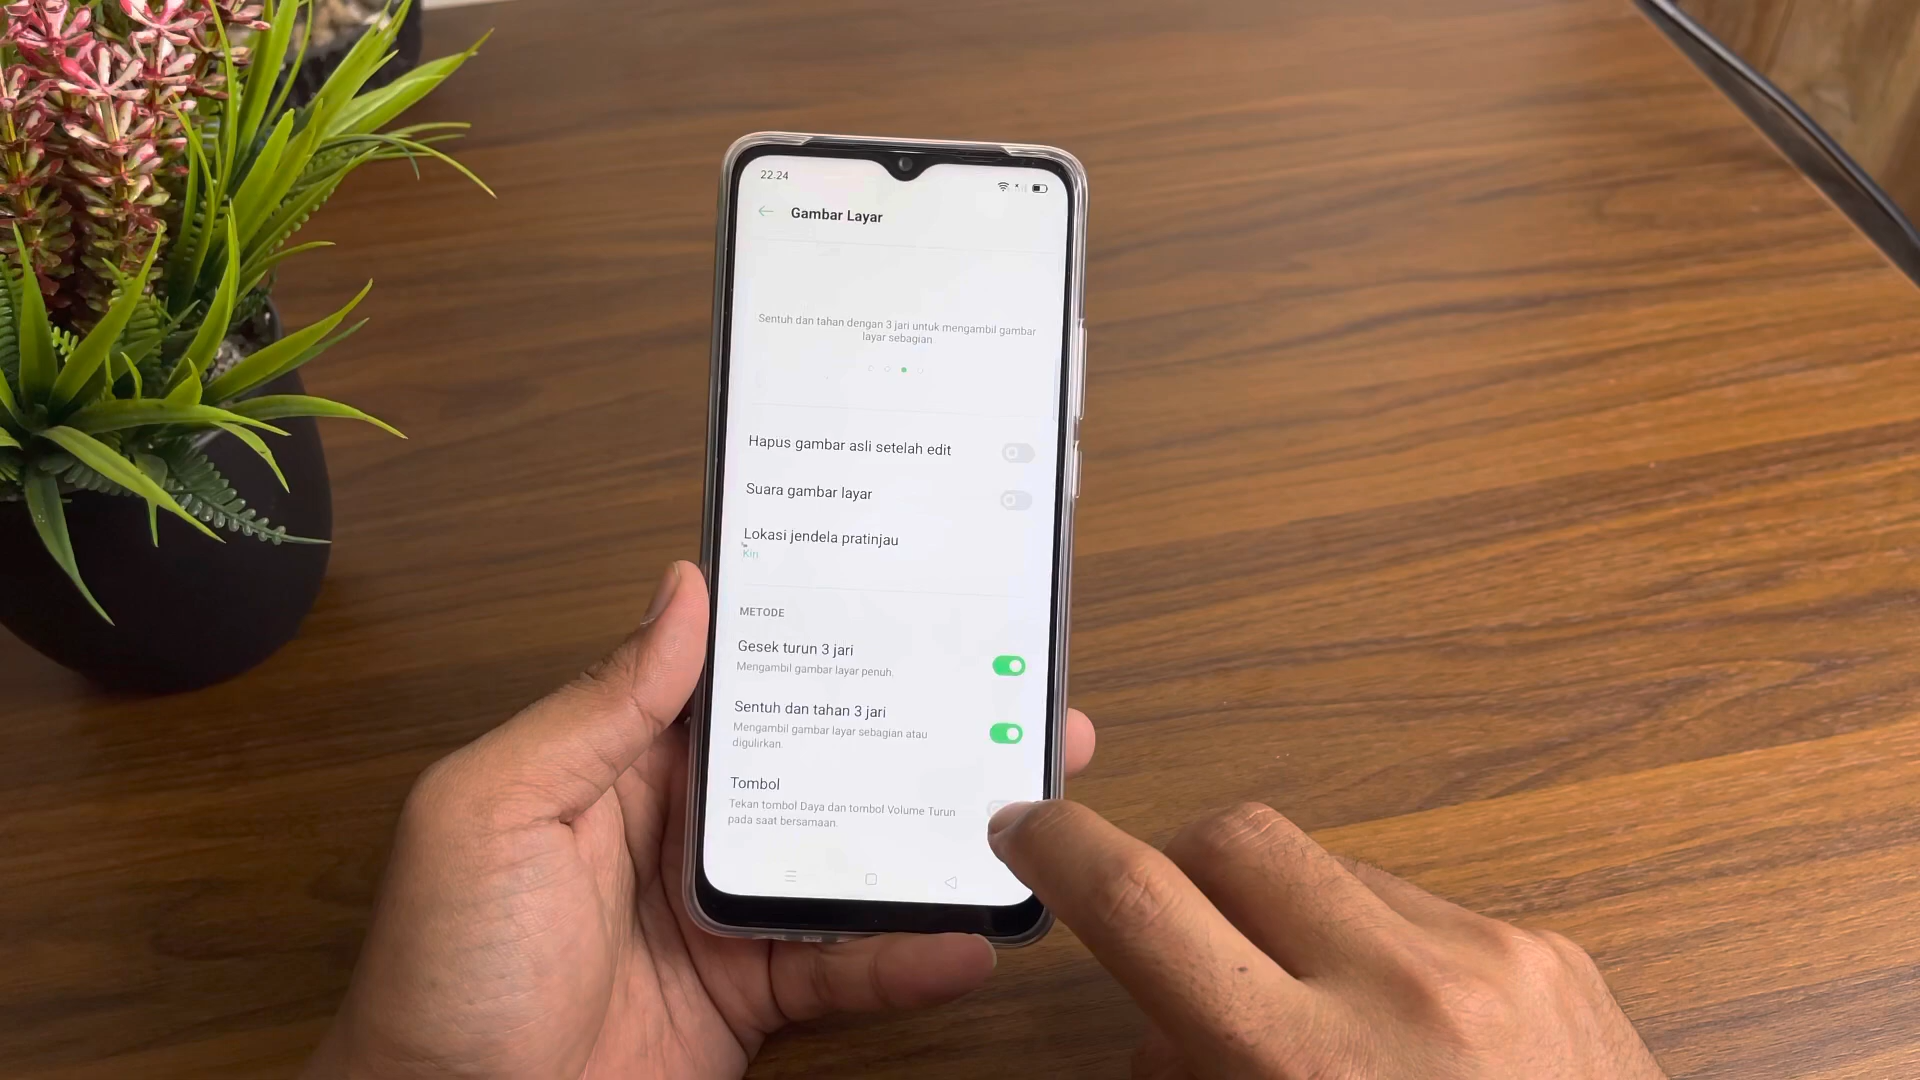 22.24
Gambar Layar
Sentuh dan tahan dengan 3 jari untuk mengambil gambar
layar sebagian.
Hapus gambar asli setelah edit
Suara gambar layar
Lokasi jendela pratinjau
METODE
Gesek turun 3 jari
Mengambil gambar layar penuh.
Sentuh dan tahan 3 jari
Mengambil gambar layar sebagian atau
digulirkan.
Tombol
Tekan tombol Daya dan tombol Volume Turun
pada saat bersamaan.